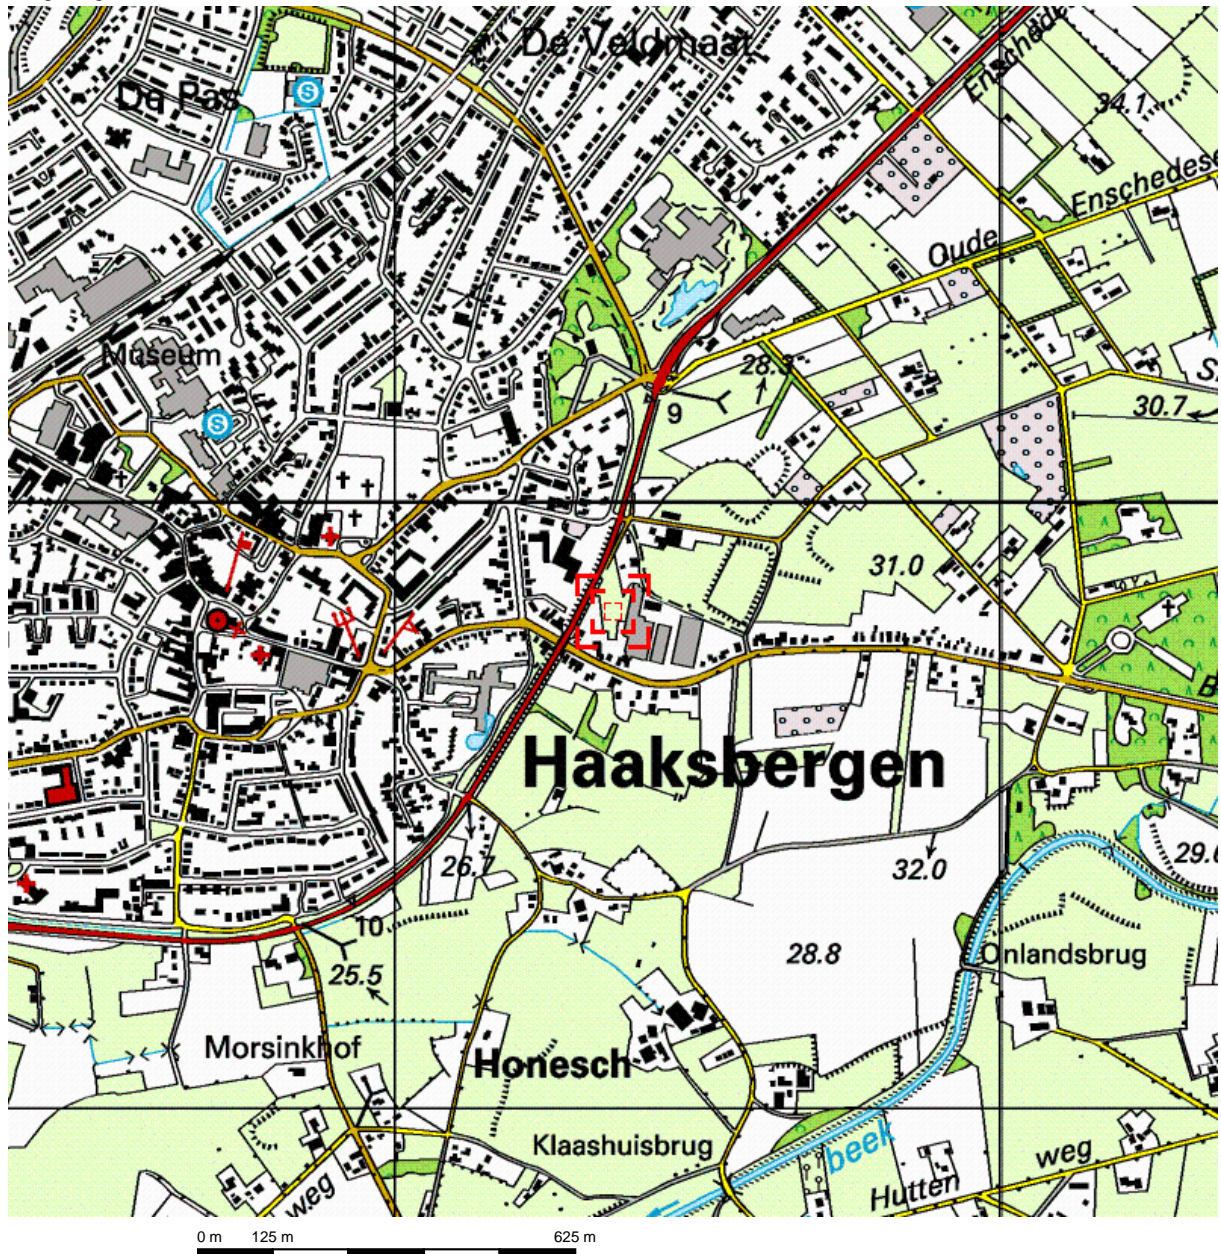 De Veldmaat
Enschede
De Pas
S
34.1
Enschedese
Oude
Museum
28.3
S
30.7
9
31.0
B
Haaksbergen
26.7
32.0
29.6
10
28.8
Onlandsbrug
25.5
Morsinkhof
Honesch
Klaashuisbrug
beek
weg
weg
Hutten
0 m 125 m 625 m